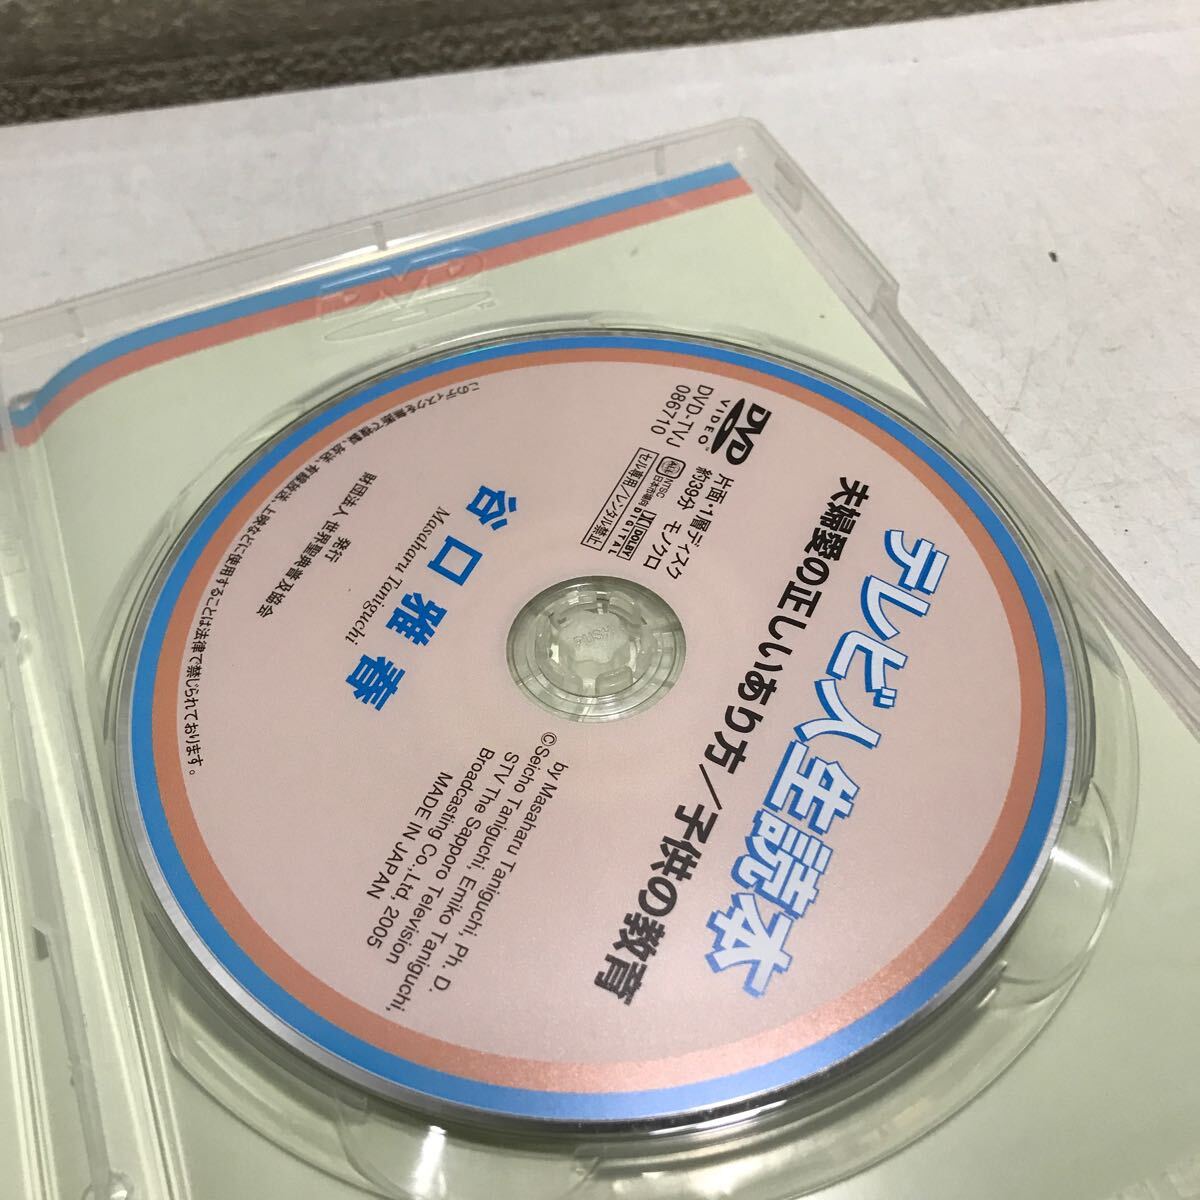 テレビ人生読本
夫婦愛の正しいあり方／子供の教育
DVD
VIDEO
DVD-TVJ
086710
片面・1層ディスク
約39分 モノクロ
ALL
NTSC
日本市場向
DOLBY
DIGITAL
セル専用/レンタル禁止
谷口雅春
Masaharu Taniguchi
発行
財団法人 世界聖典普及協会
このディスクを無断で複製、放送、有線放送、上映などに使用することは法律で禁じられております。
by Masaharu Taniguchi, Ph. D.
©Seicho Taniguchi, Emiko Taniguchi,
STV The Sapporo Television
Broadcasting Co.,Ltd, 2005
MADE IN JAPAN
PUSH
DVD